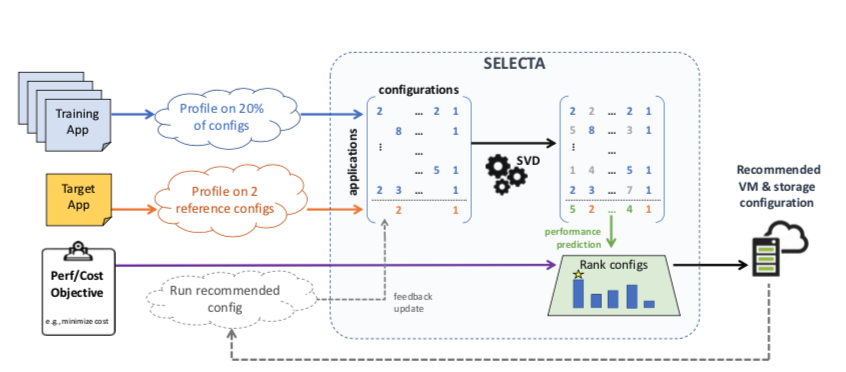 SELECTA
configurations
applications
Training
App
Profile on 20%
of configs
2 ... 2 1
8 ... 1
⋮ ...
... 5 1
2 3 ... 1
2 1
SVD
2 2 ... 2 1
5 8 ... 3 1
⋮ ...
1 4 ... 5 1
2 3 ... 7 1
5 2 ... 4 1
Target
App
Profile on 2
reference configs
performance
prediction
Recommended
VM & storage
configuration
Perf/Cost
Objective
e.g., minimize cost
Run recommended
config
feedback
update
Rank configs